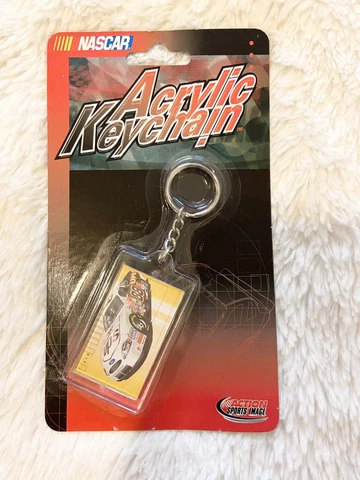 NASCAR
Acrylic
Keychain
ACTION
SPORTS IMAGE